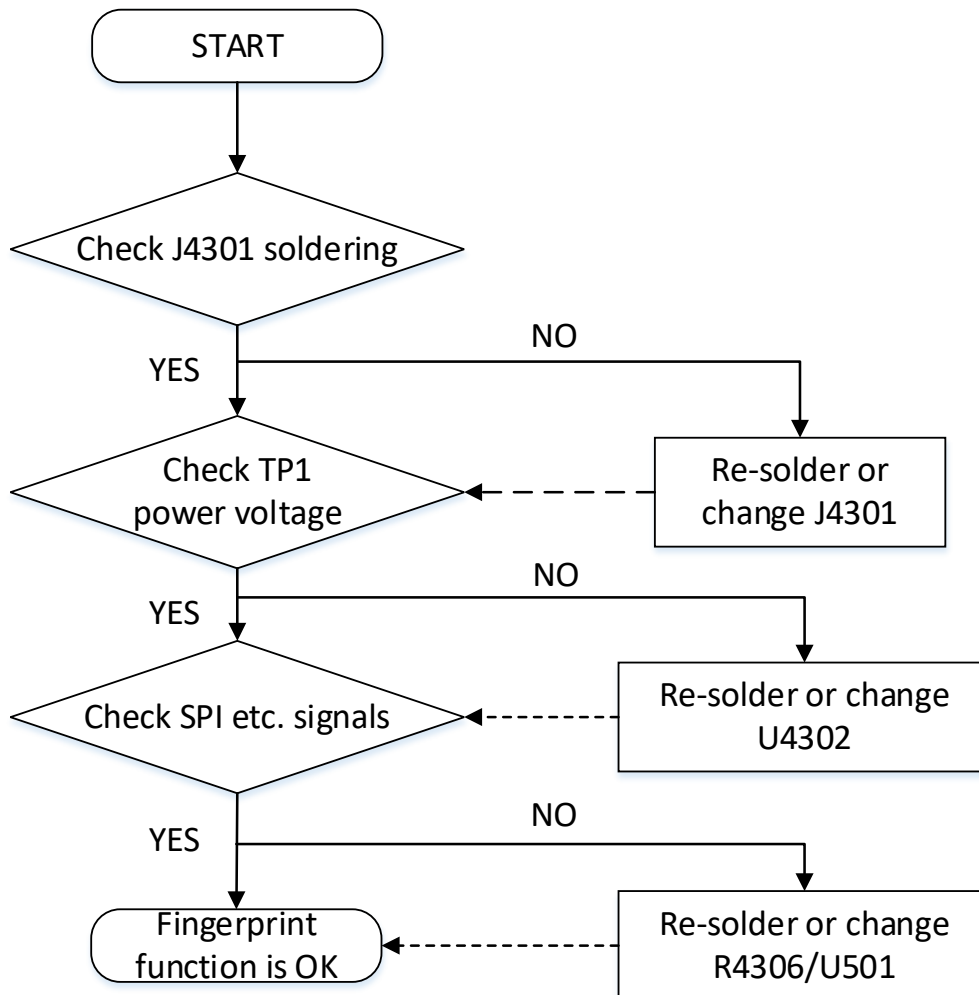 START
Check J4301 soldering
NO
YES
Check TP1
power voltage
Re-solder or
change J4301
NO
YES
Check SPI etc. signals
Re-solder or change
U4302
NO
YES
Fingerprint
function is OK
Re-solder or change
R4306/U501